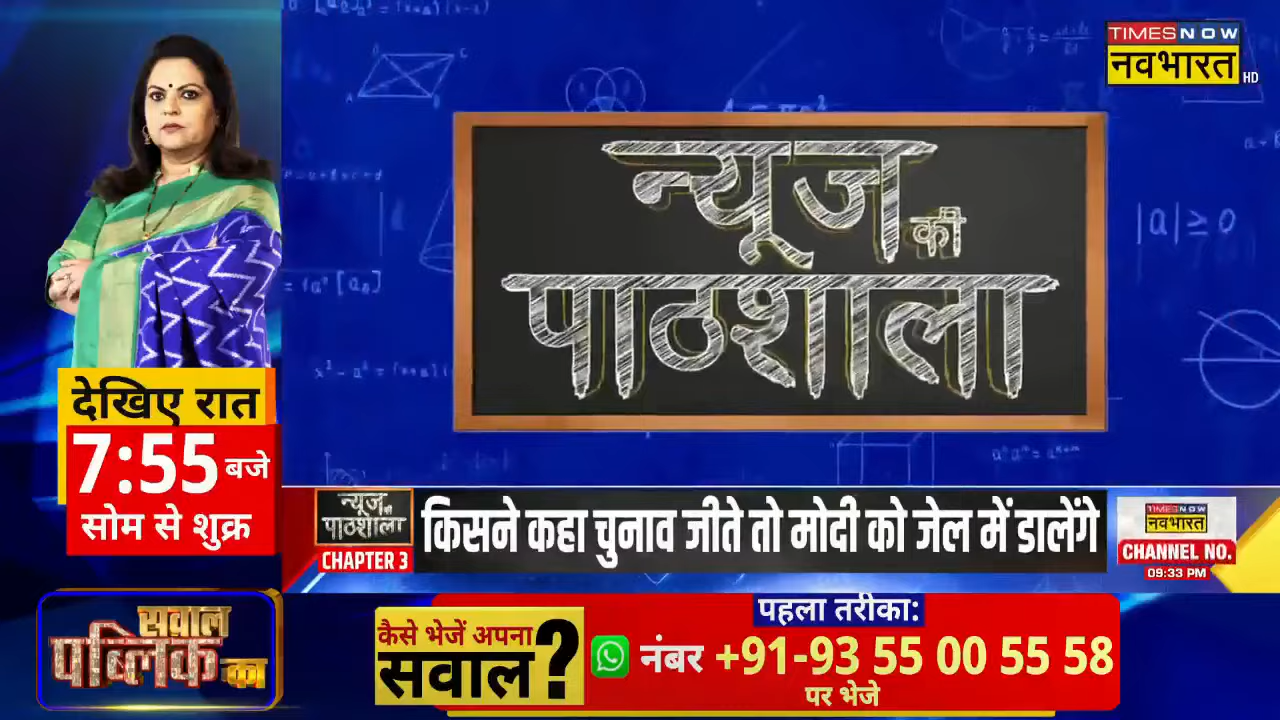 TIMES NOW
नवभारत HD
न्यूज की
पाठशाला
|a| ≥ 0
देखिए रात
7:55 बजे
सोम से शुक्र
न्यूज की
पाठशाला
CHAPTER 3
किसने कहा चुनाव जीते तो मोदी को जेल में डालेंगे
TIMES NOW
नवभारत
CHANNEL NO.
09:33 PM
सवाल
पब्लिक का
कैसे भेजें अपना
सवाल?
पहला तरीका:
नंबर +91-93 55 00 55 58
पर भेजे